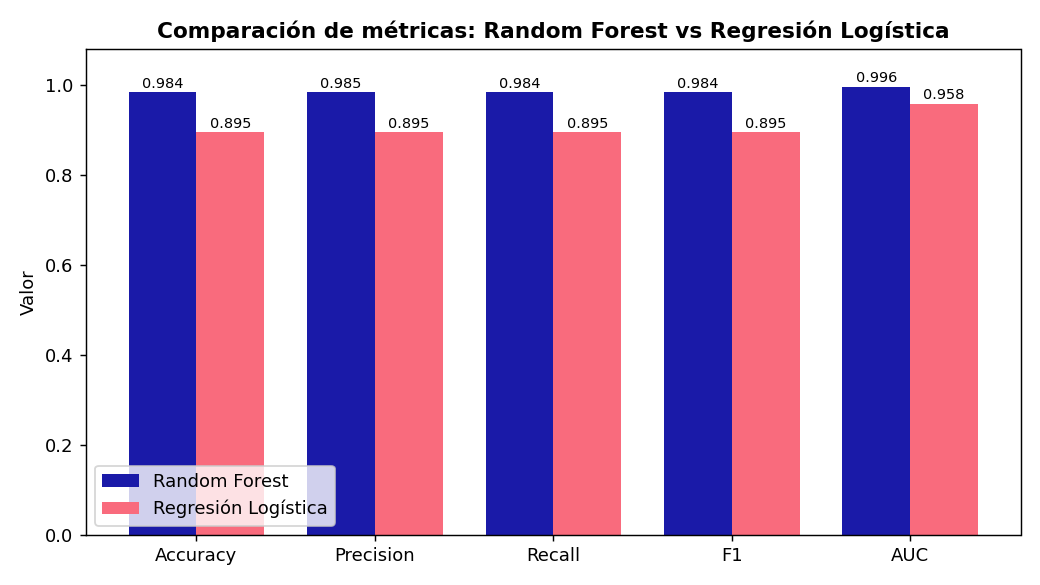 Comparación de métricas: Random Forest vs Regresión Logística
Valor
1.0
0.8
0.6
0.4
0.2
0.0
0.984
0.895
0.985
0.895
0.984
0.895
0.984
0.895
0.996
0.958
Random Forest
Regresión Logística
Accuracy
Precision
Recall
F1
AUC